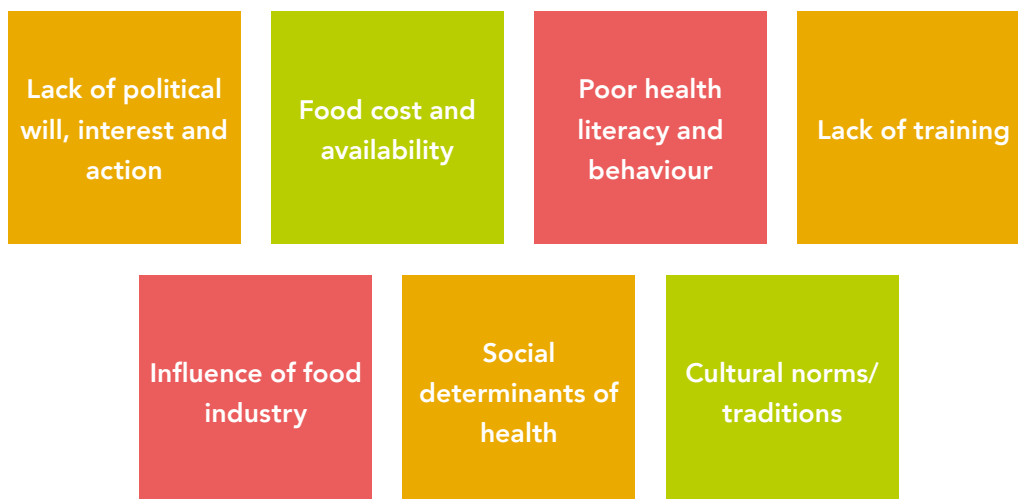 Lack of political
will, interest and
action
Food cost and
availability
Poor health
literacy and
behaviour
Lack of training
Influence of food
industry
Social
determinants of
health
Cultural norms/
traditions